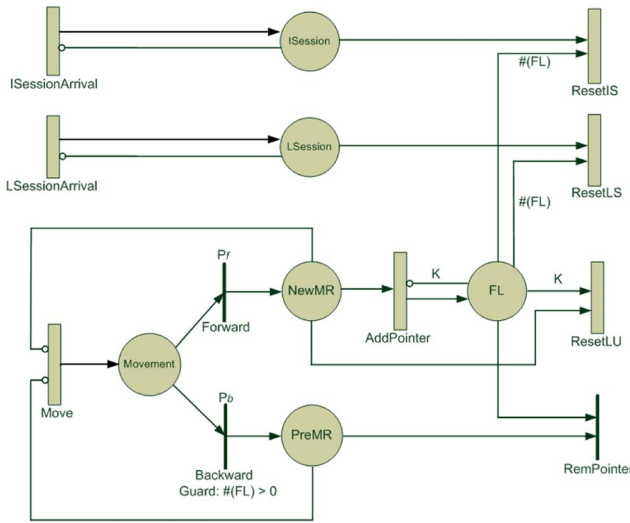 ISessionArrival
ISession
#(FL)
ResetIS
LSessionArrival
LSession
#(FL)
ResetLS
Move
Movement
Pf
Forward
NewMR
AddPointer
K
FL
K
ResetLU
Pb
Backward
Guard: #(FL) > 0
PreMR
RemPointer